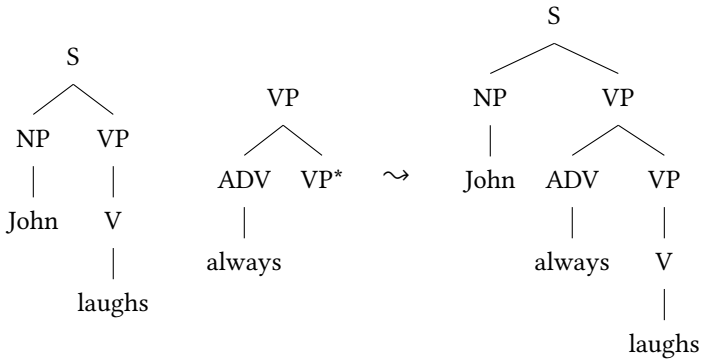 S
NP VP
John V
laughs
VP
ADV VP*
always
⇝
S
NP VP
John ADV VP
always V
laughs